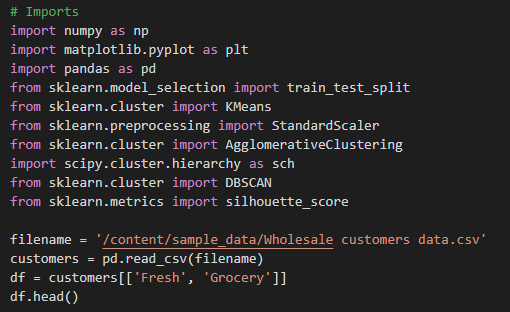 # Imports
import numpy as np
import matplotlib.pyplot as plt
import pandas as pd
from sklearn.model_selection import train_test_split
from sklearn.cluster import KMeans
from sklearn.preprocessing import StandardScaler
from sklearn.cluster import AgglomerativeClustering
import scipy.cluster.hierarchy as sch
from sklearn.cluster import DBSCAN
from sklearn.metrics import silhouette_score

filename = '/content/sample_data/Wholesale customers data.csv'
customers = pd.read_csv(filename)
df = customers[['Fresh', 'Grocery']]
df.head()